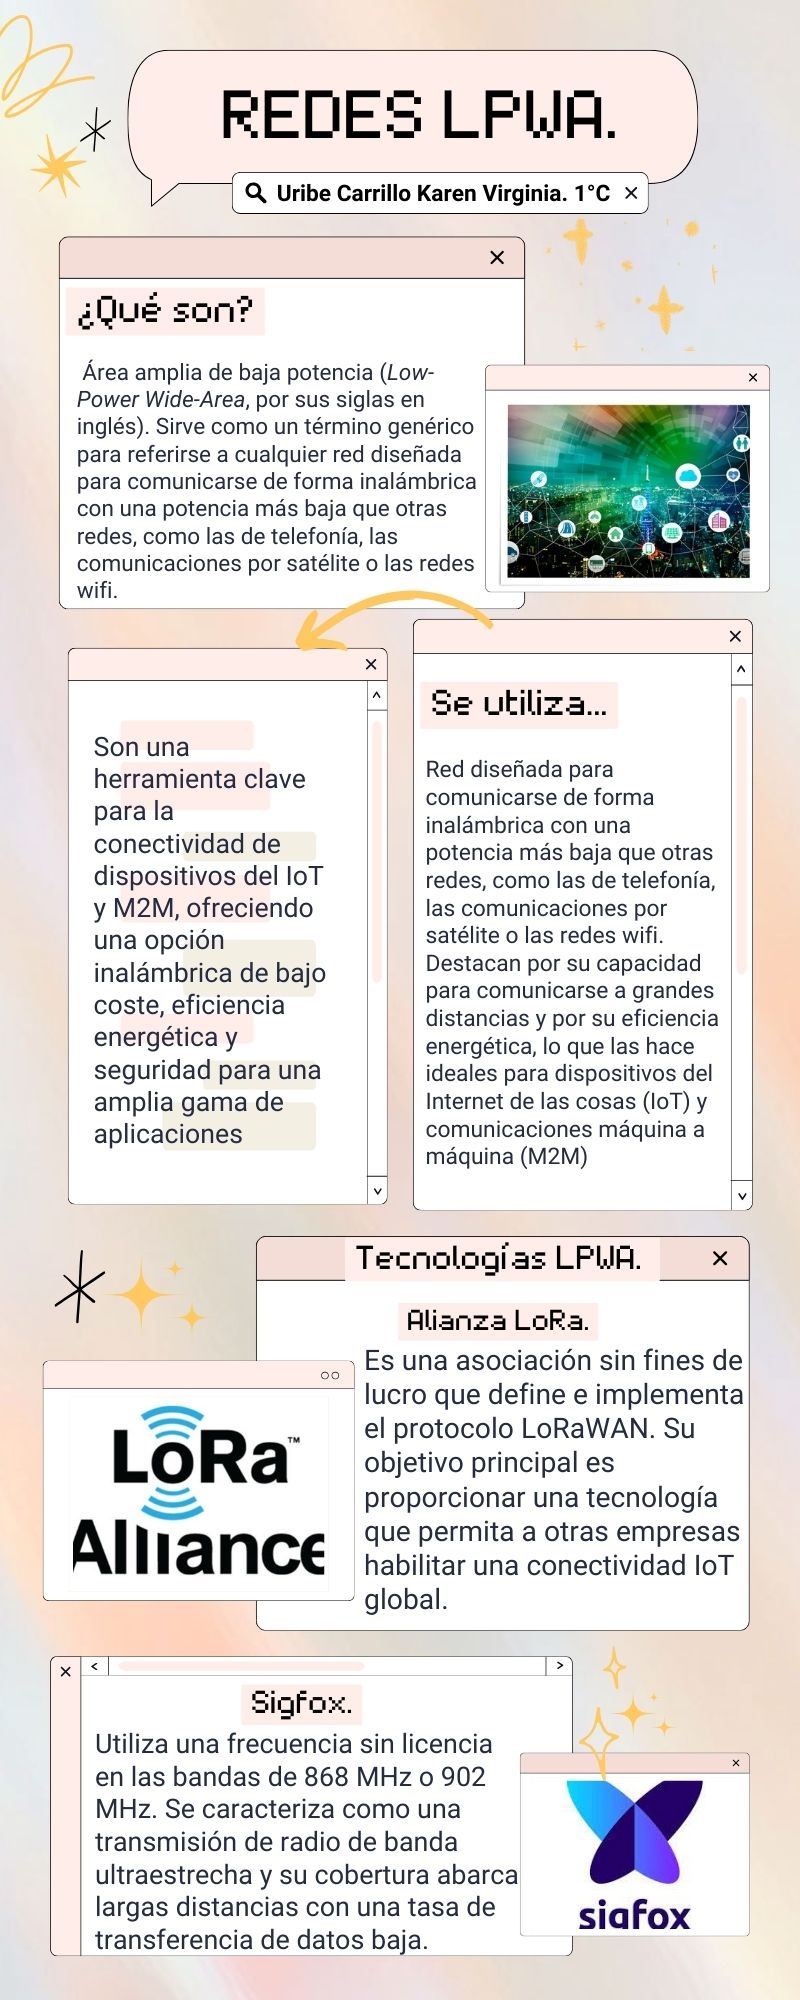 REDES LPWA.
Uribe Carrillo Karen Virginia. 1°C
¿Qué son?
Área amplia de baja potencia (Low-
Power Wide-Area, por sus siglas en
inglés). Sirve como un término genérico
para referirse a cualquier red diseñada
para comunicarse de forma inalámbrica
con una potencia más baja que otras
redes, como las de telefonía, las
comunicaciones por satélite o las redes
wifi.
Se utiliza...
Red diseñada para
comunicarse de forma
inalámbrica con una
potencia más baja que otras
redes, como las de telefonía,
las comunicaciones por
satélite o las redes wifi.
Destacan por su capacidad
para comunicarse a grandes
distancias y por su eficiencia
energética, lo que las hace
ideales para dispositivos del
Internet de las cosas (IoT) y
comunicaciones máquina a
máquina (M2M)
Son una
herramienta clave
para la
conectividad de
dispositivos del IoT
y M2M, ofreciendo
una opción
inalámbrica de bajo
coste, eficiencia
energética y
seguridad para una
amplia gama de
aplicaciones
Tecnologías LPWA.
Alianza LoRa.
Es una asociación sin fines de
lucro que define e implementa
el protocolo LoRaWAN. Su
objetivo principal es
proporcionar una tecnología
que permita a otras empresas
habilitar una conectividad IoT
global.
LoRa™
Alliance
Sigfox.
Utiliza una frecuencia sin licencia
en las bandas de 868 MHz o 902
MHz. Se caracteriza como una
transmisión de radio de banda
ultraestrecha y su cobertura abarca
largas distancias con una tasa de
transferencia de datos baja.
sigfox